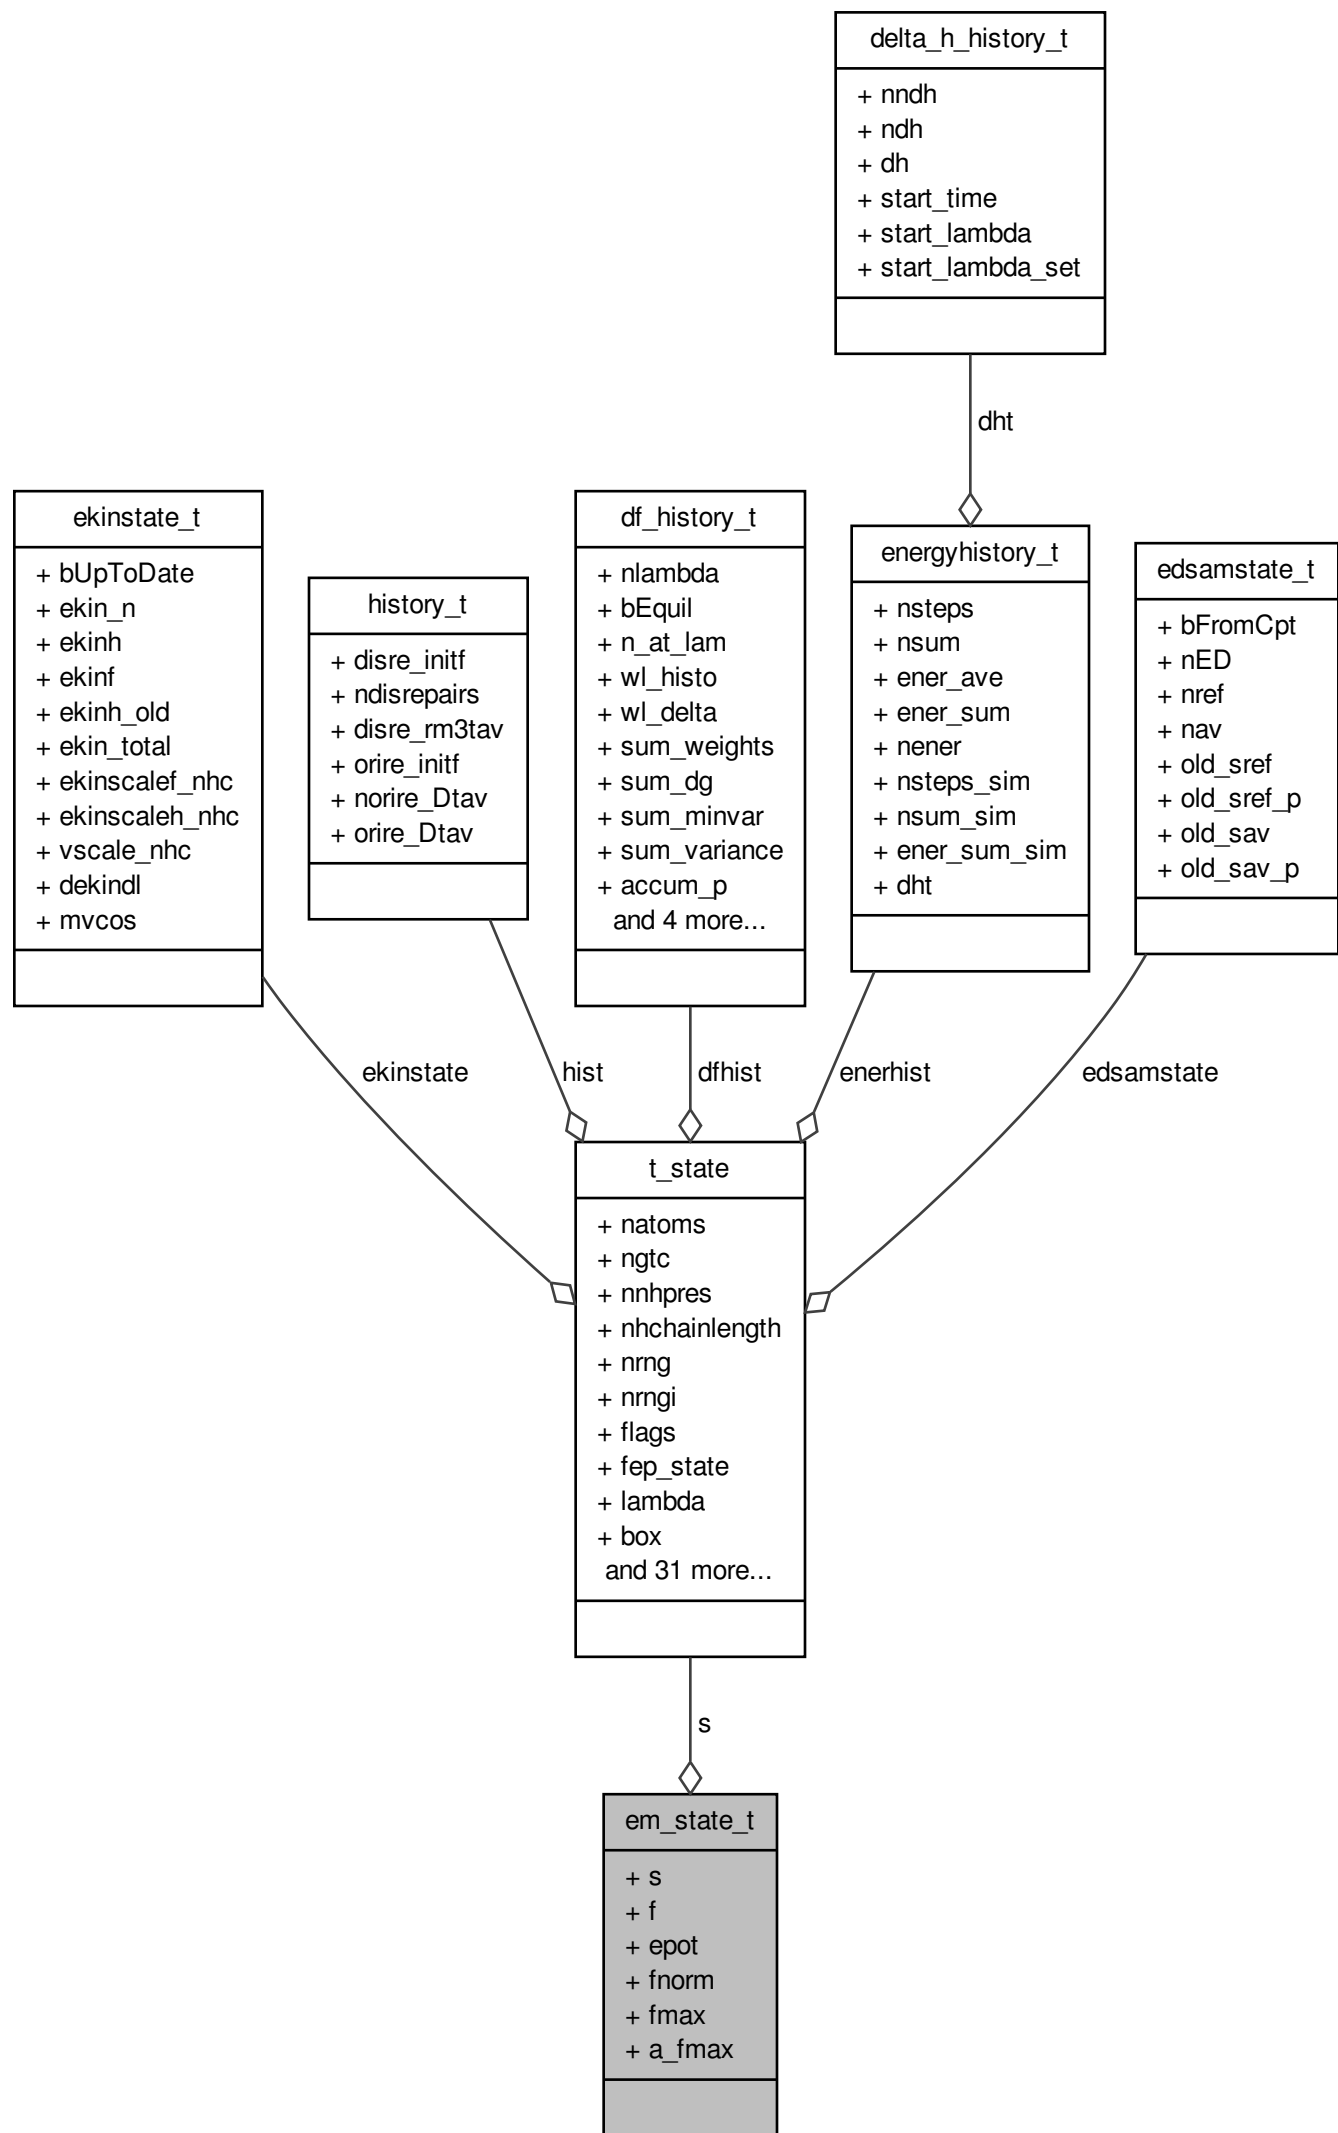 delta_h_history_t
+ nndh
+ ndh
+ dh
+ start_time
+ start_lambda
+ start_lambda_set
dht
ekinstate_t
+ bUpToDate
+ ekin_n
+ ekinh
+ ekinf
+ ekinh_old
+ ekin_total
+ ekinscalef_nhc
+ ekinscaleh_nhc
+ vscale_nhc
+ dekindl
+ mvcos
history_t
+ disre_initf
+ ndisrepairs
+ disre_rm3tav
+ orire_initf
+ norire_Dtav
+ orire_Dtav
df_history_t
+ nlambda
+ bEquil
+ n_at_lam
+ wl_histo
+ wl_delta
+ sum_weights
+ sum_dg
+ sum_minvar
+ sum_variance
+ accum_p
and 4 more...
energyhistory_t
+ nsteps
+ nsum
+ ener_ave
+ ener_sum
+ nener
+ nsteps_sim
+ nsum_sim
+ ener_sum_sim
+ dht
edsamstate_t
+ bFromCpt
+ nED
+ nref
+ nav
+ old_sref
+ old_sref_p
+ old_sav
+ old_sav_p
ekinstate
hist
dfhist
enerhist
edsamstate
t_state
+ natoms
+ ngtc
+ nnhpres
+ nhchainlength
+ nrng
+ nrngi
+ flags
+ fep_state
+ lambda
+ box
and 31 more...
s
em_state_t
+ s
+ f
+ epot
+ fnorm
+ fmax
+ a_fmax